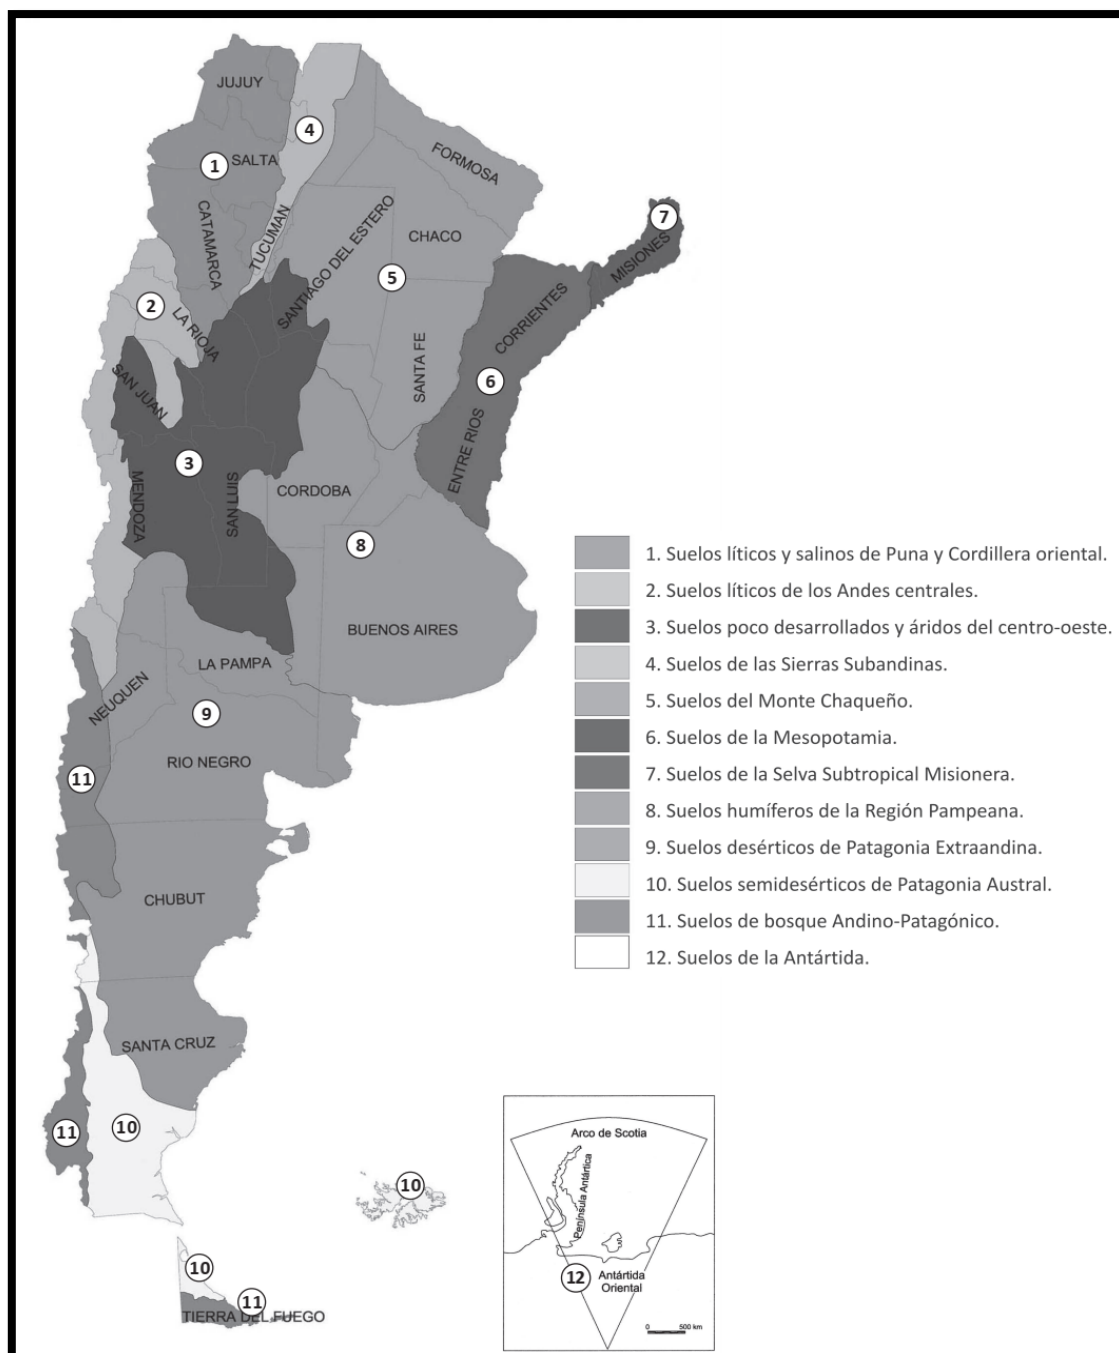 JUJUY
4
FORMOSA
1
SALTA
7
CATAMARCA
TUCUMAN
SANTIAGO DEL ESTERO
CHACO
MISIONES
5
2
LA RIOJA
CORRIENTES
SANTA FE
SAN JUAN
6
ENTRE RIOS
3
MENDOZA
SAN LUIS
CORDOBA
8
BUENOS AIRES
LA PAMPA
NEUQUEN
9
RIO NEGRO
11
CHUBUT
SANTA CRUZ
10
11
10
10
11
TIERRA DEL FUEGO
1. Suelos líticos y salinos de Puna y Cordillera oriental.
2. Suelos líticos de los Andes centrales.
3. Suelos poco desarrollados y áridos del centro-oeste.
4. Suelos de las Sierras Subandinas.
5. Suelos del Monte Chaqueño.
6. Suelos de la Mesopotamia.
7. Suelos de la Selva Subtropical Misionera.
8. Suelos humíferos de la Región Pampeana.
9. Suelos desérticos de Patagonia Extraandina.
10. Suelos semidesérticos de Patagonia Austral.
11. Suelos de bosque Andino-Patagónico.
12. Suelos de la Antártida.
Arco de Scotia
Península Antártica
12
Antártida
Oriental
0 500 km